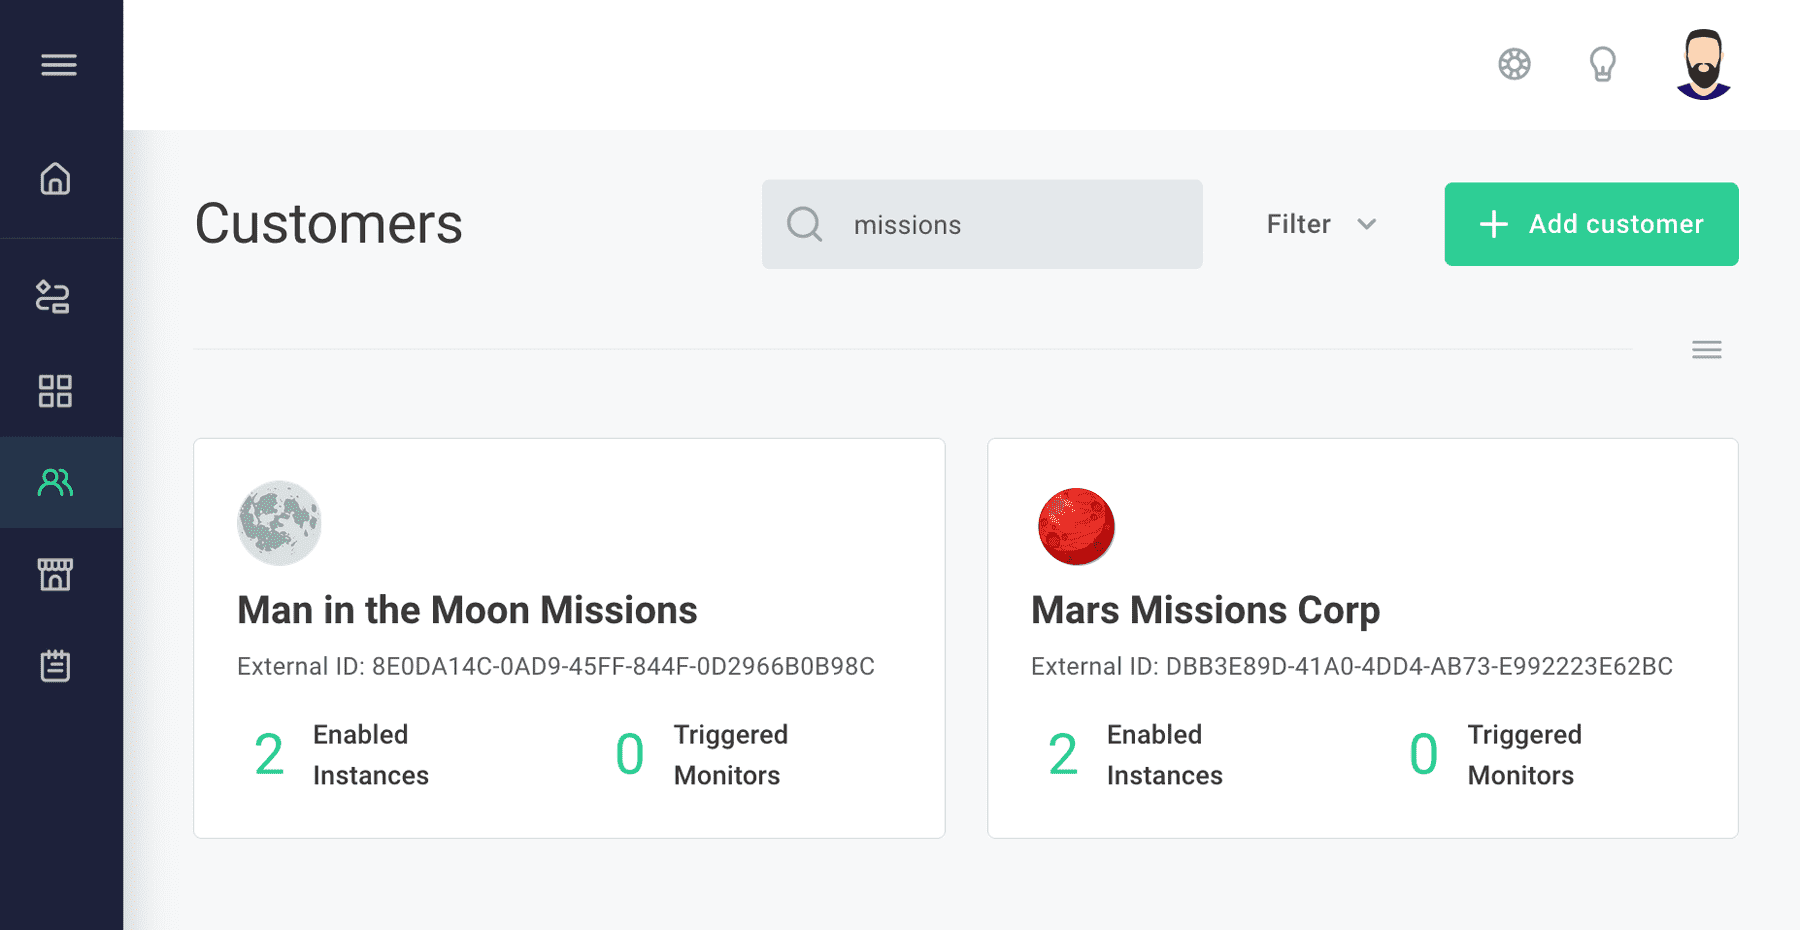 Customers
missions
Filter
Add customer
Man in the Moon Missions
External ID: 8E0DA14C-0AD9-45FF-844F-0D2966B0B98C
2 Enabled
Instances
0 Triggered
Monitors
Mars Missions Corp
External ID: DBB3E89D-41A0-4DD4-AB73-E992223E62BC
2 Enabled
Instances
0 Triggered
Monitors